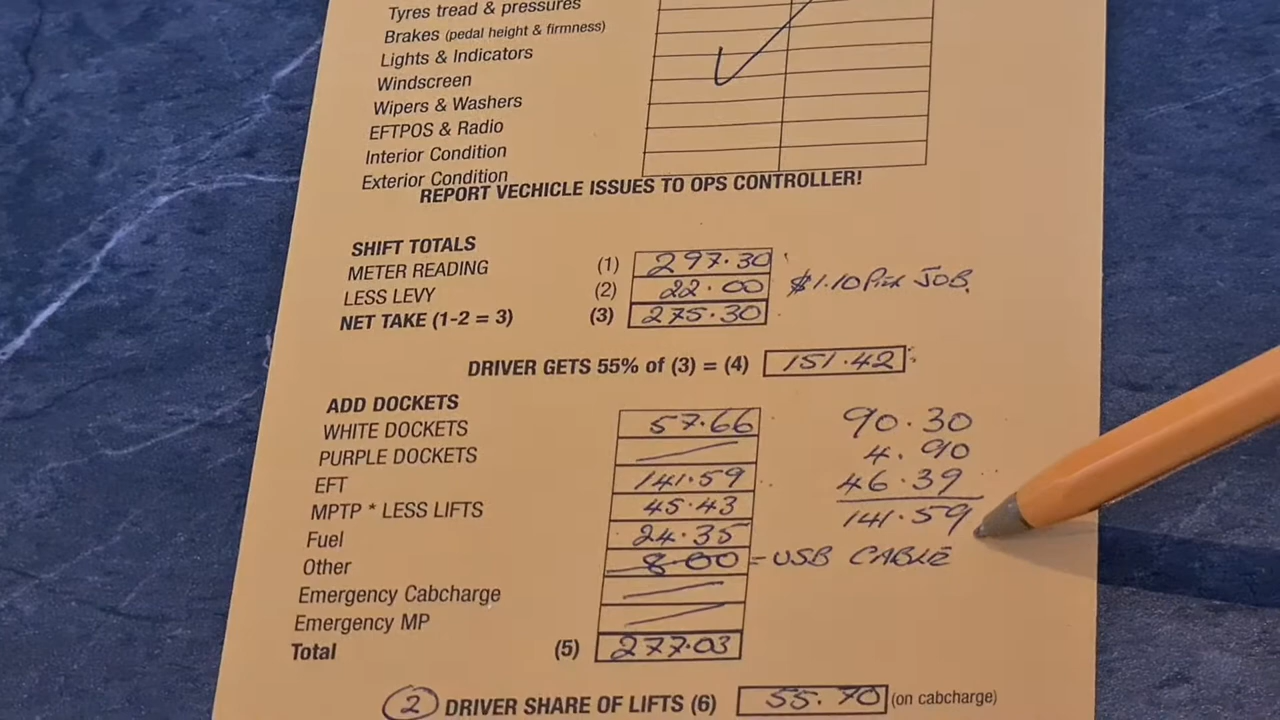 Tyres tread & pressures
Brakes (pedal height & firmness)
Lights & Indicators
Windscreen
Wipers & Washers
EFTPOS & Radio
Interior Condition
Exterior Condition
REPORT VECHICLE ISSUES TO OPS CONTROLLER!
SHIFT TOTALS
METER READING (1) 297.30
LESS LEVY (2) 22.00 $1.10 Per JOB.
NET TAKE (1-2 = 3) (3) 275.30
DRIVER GETS 55% of (3) = (4) 151.42
ADD DOCKETS
WHITE DOCKETS 57.66 90.30
PURPLE DOCKETS 4.90
EFT 141.59 46.39
MPTP * LESS LIFTS 45.43 141.59
Fuel 24.35
Other 8.00 = USB CABLE
Emergency Cabcharge
Emergency MP
Total (5) 277.03
2 DRIVER SHARE OF LIFTS (6) 55.70 (on cabcharge)